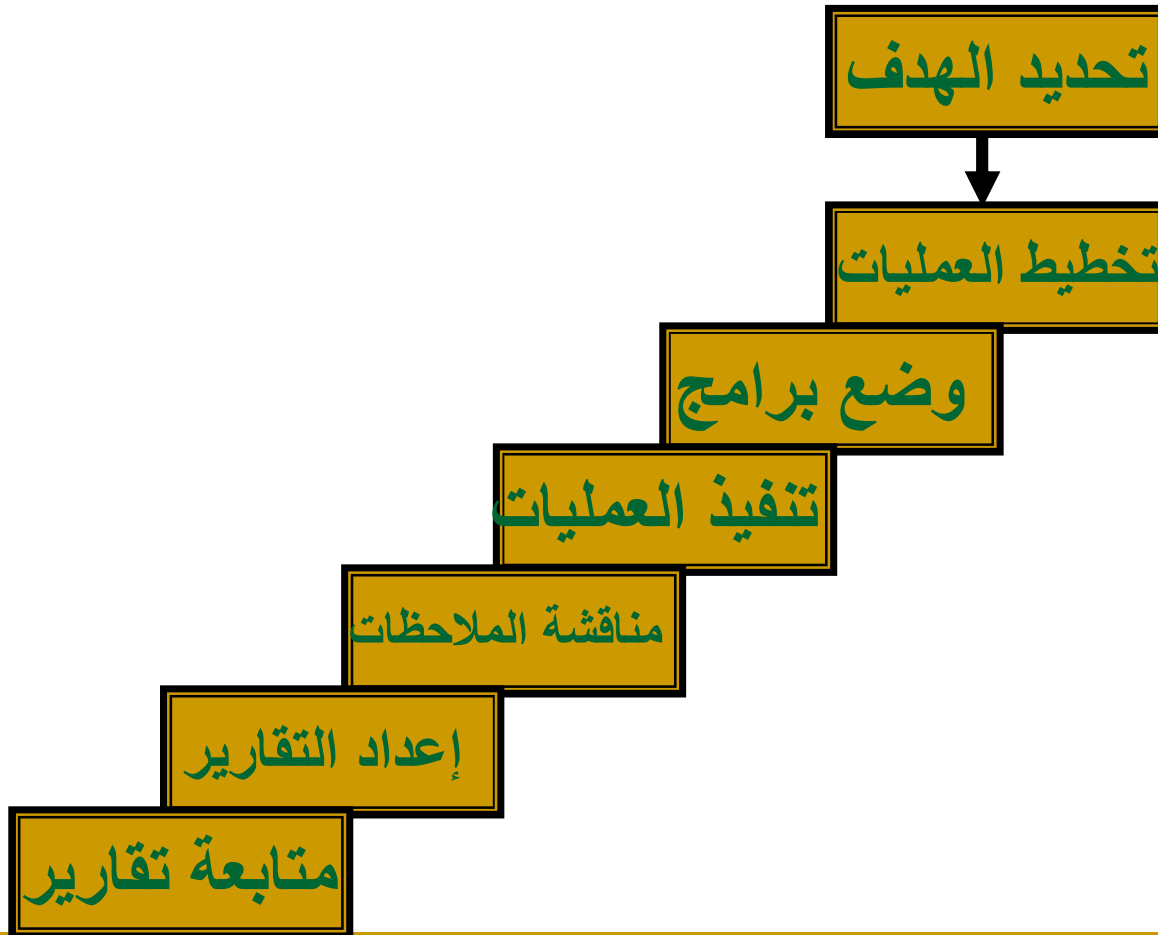 تحديد الهدف
تخطيط العمليات
وضع برامج
تنفيذ العمليات
مناقشة الملاحظات
إعداد التقارير
متابعة تقارير